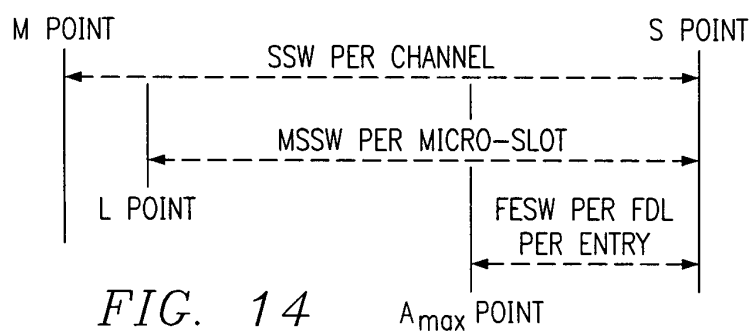 M POINT
S POINT
SSW PER CHANNEL
MSSW PER MICRO-SLOT
L POINT
FESW PER FDL
PER ENTRY
FIG. 14
Amax POINT